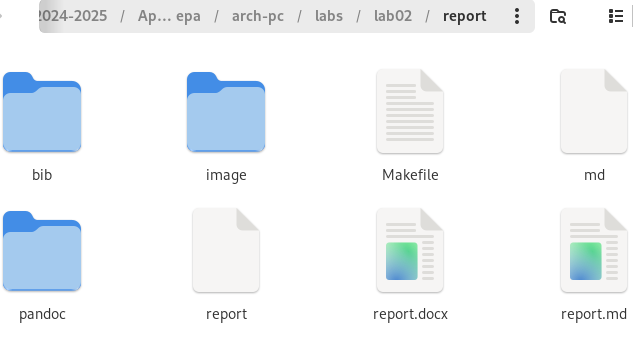 2024-2025 / Ap... epa / arch-pc / labs / lab02 / report
bib image Makefile md
pandoc report report.docx report.md